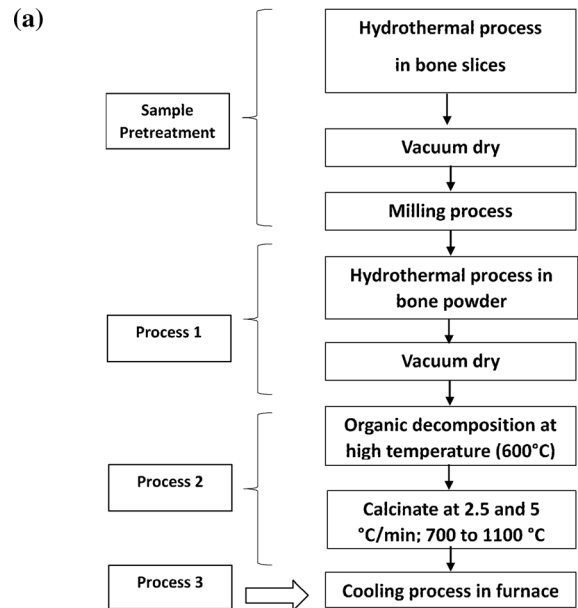 (a)
Hydrothermal process
in bone slices
Sample
Pretreatment
Vacuum dry
Milling process
Hydrothermal process in
bone powder
Process 1
Vacuum dry
Organic decomposition at
high temperature (600°C)
Process 2
Calcinate at 2.5 and 5
°C/min; 700 to 1100 °C
Process 3
Cooling process in furnace